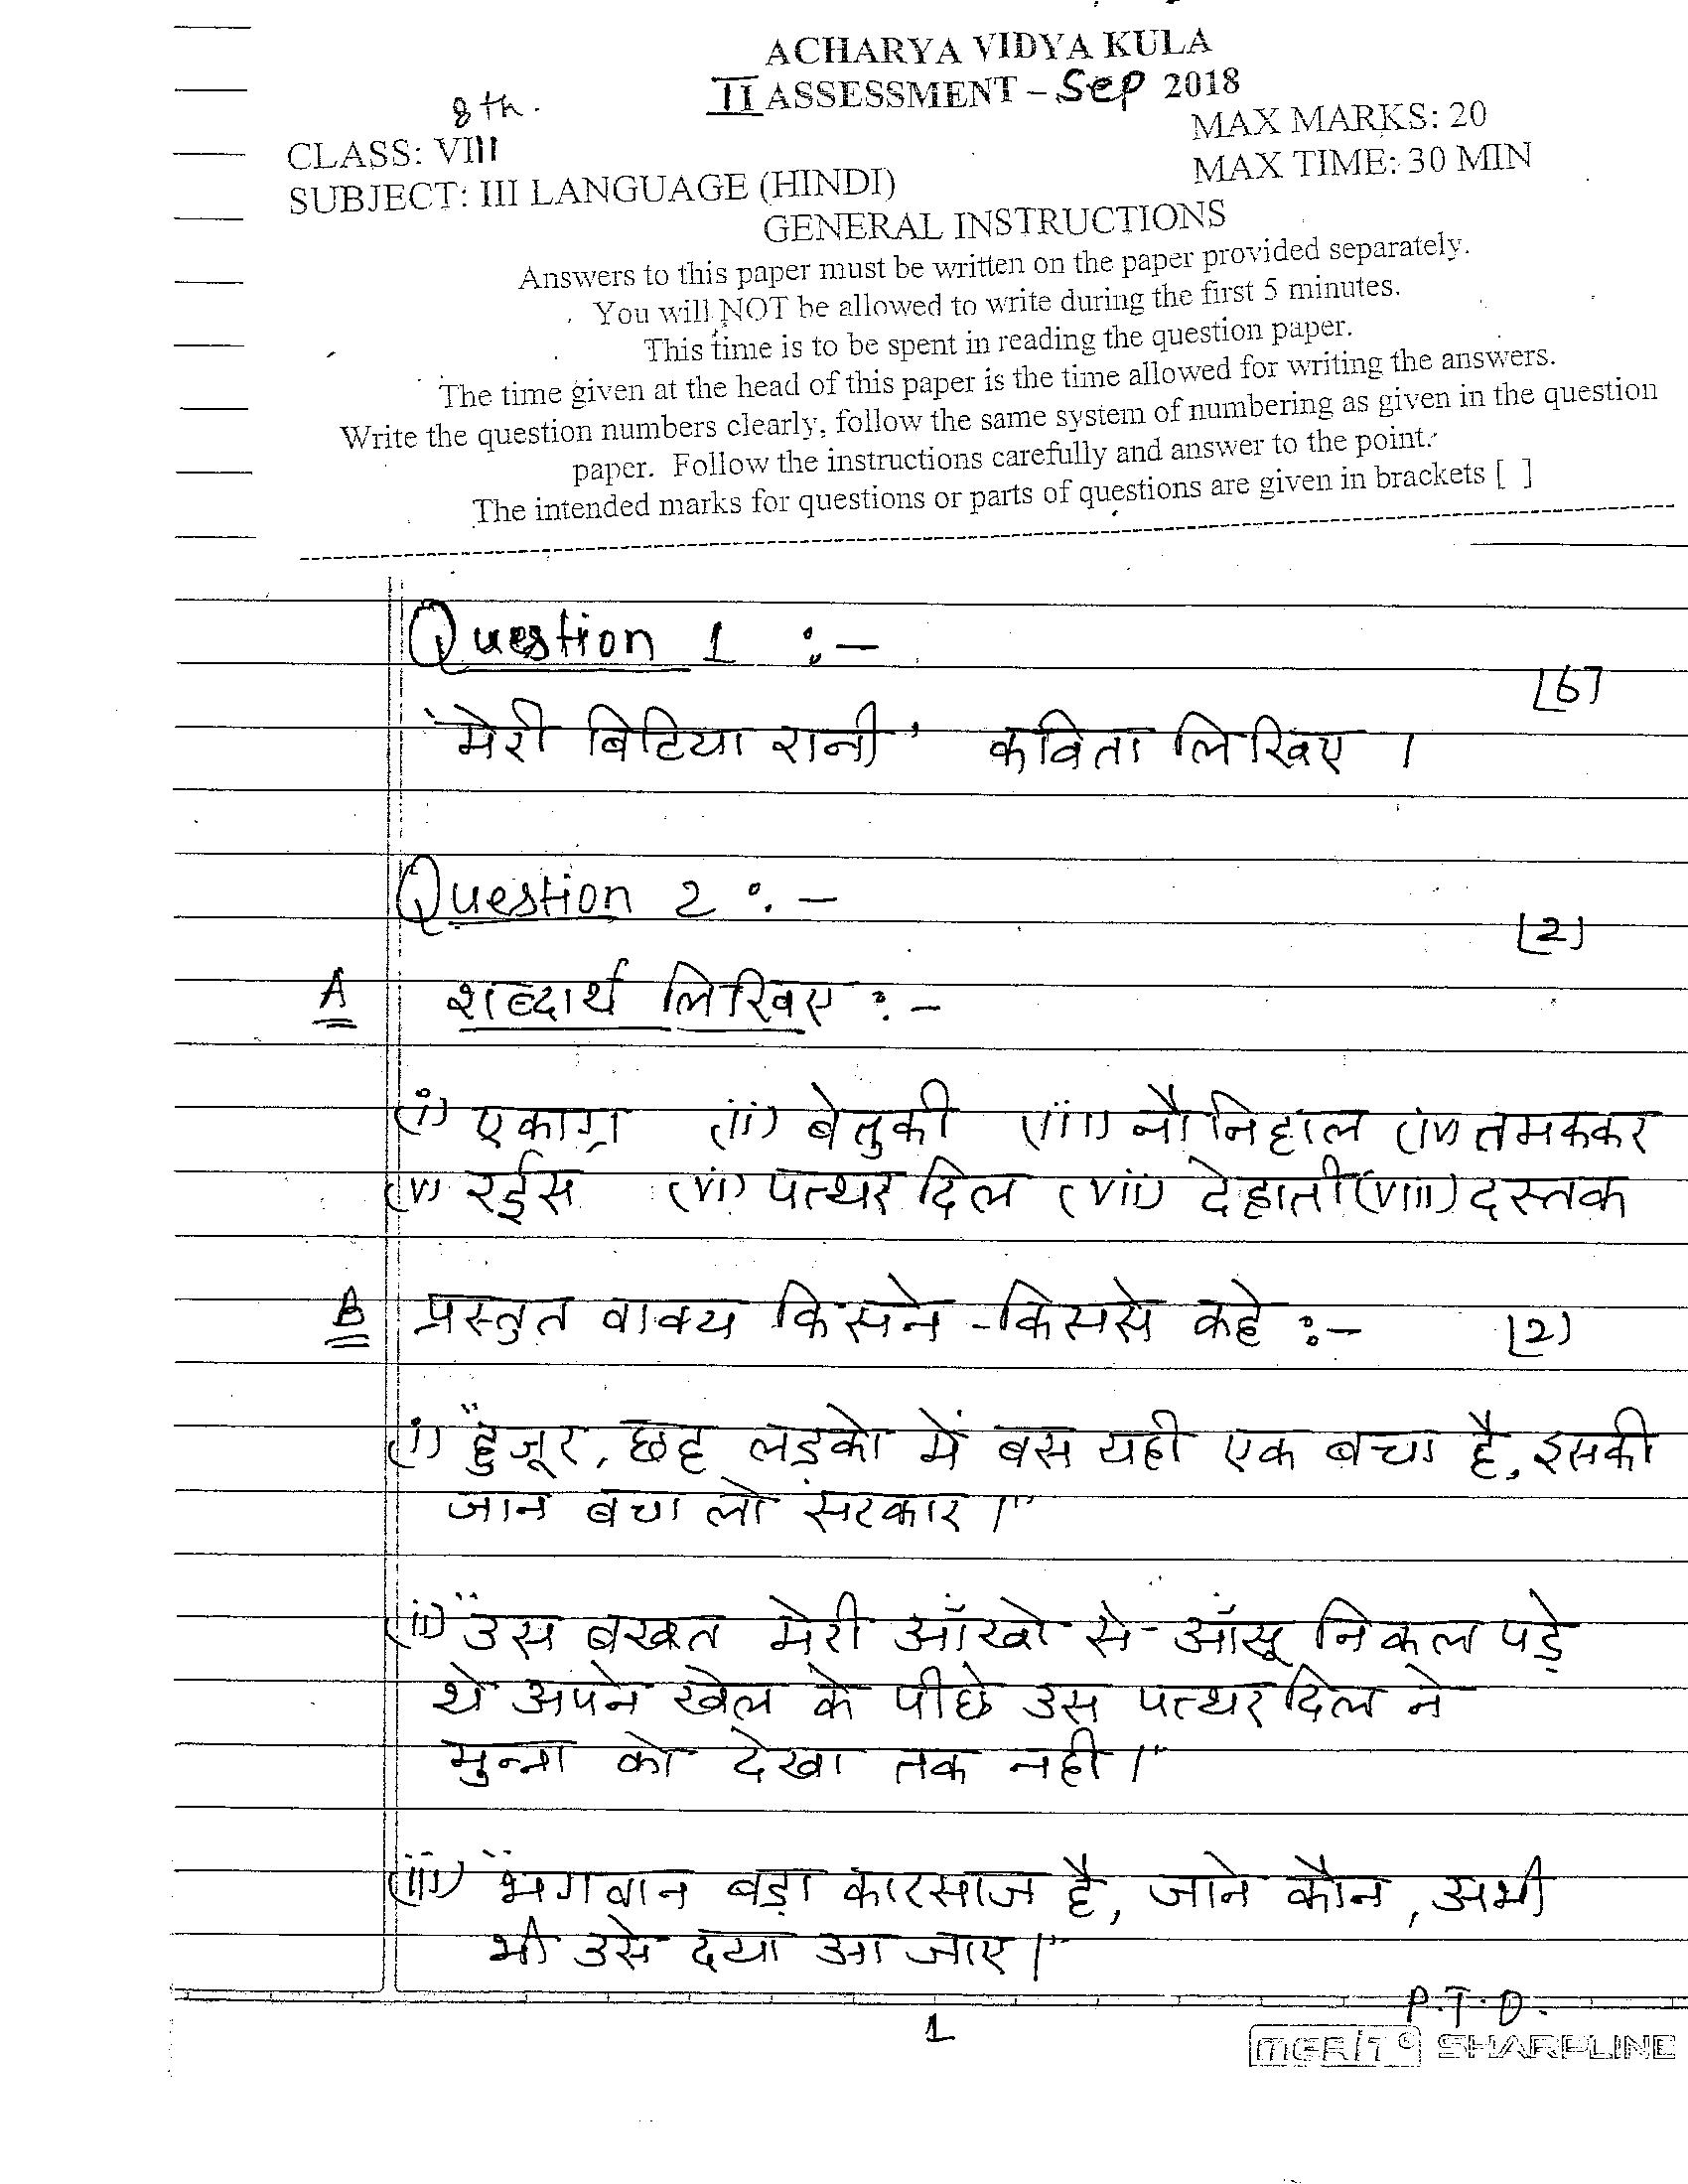 ACHARYA VIDYA KULA
II ASSESSMENT – Sep 2018
8th.
MAX MARKS: 20
CLASS: VIII
MAX TIME: 30 MIN
SUBJECT: III LANGUAGE (HINDI)
GENERAL INSTRUCTIONS
Answers to this paper must be written on the paper provided separately.
You will NOT be allowed to write during the first 5 minutes.
This time is to be spent in reading the question paper.
The time given at the head of this paper is the time allowed for writing the answers.
Write the question numbers clearly, follow the same system of numbering as given in the question
paper. Follow the instructions carefully and answer to the point.
The intended marks for questions or parts of questions are given in brackets [ ]
Question 1 :-
'मेरी बिटिया रानी' कविता लिखिए ।
Question 2 :-
[2]
A शब्दार्थ लिखिए :-
(i) एकाग्र (ii) बेतुकी (iii) नौनिहाल (iv) तमककर
(v) रईस (vi) पत्थरदिल (vii) देहाती (viii) दस्तक
B प्रस्तुत वाक्य किसने - किससे कहे :- [2]
(i) "हुजूर, छह लड़को में बस यही एक बचा है, इसकी
जान बचा लो सरकार ।"
(ii) "उस बखत मेरी आँखो से आँसू निकल पड़े
थे अपने खेल के पीछे उस पत्थरदिल ने
मुन्ना को देखा तक नही ।"
(iii) "भगवान बड़ा कारसाज है, जाने कौन, अभी
भी उसे दया आ जाए ।"
P.T.O.
1
MERIT SHARPLINE